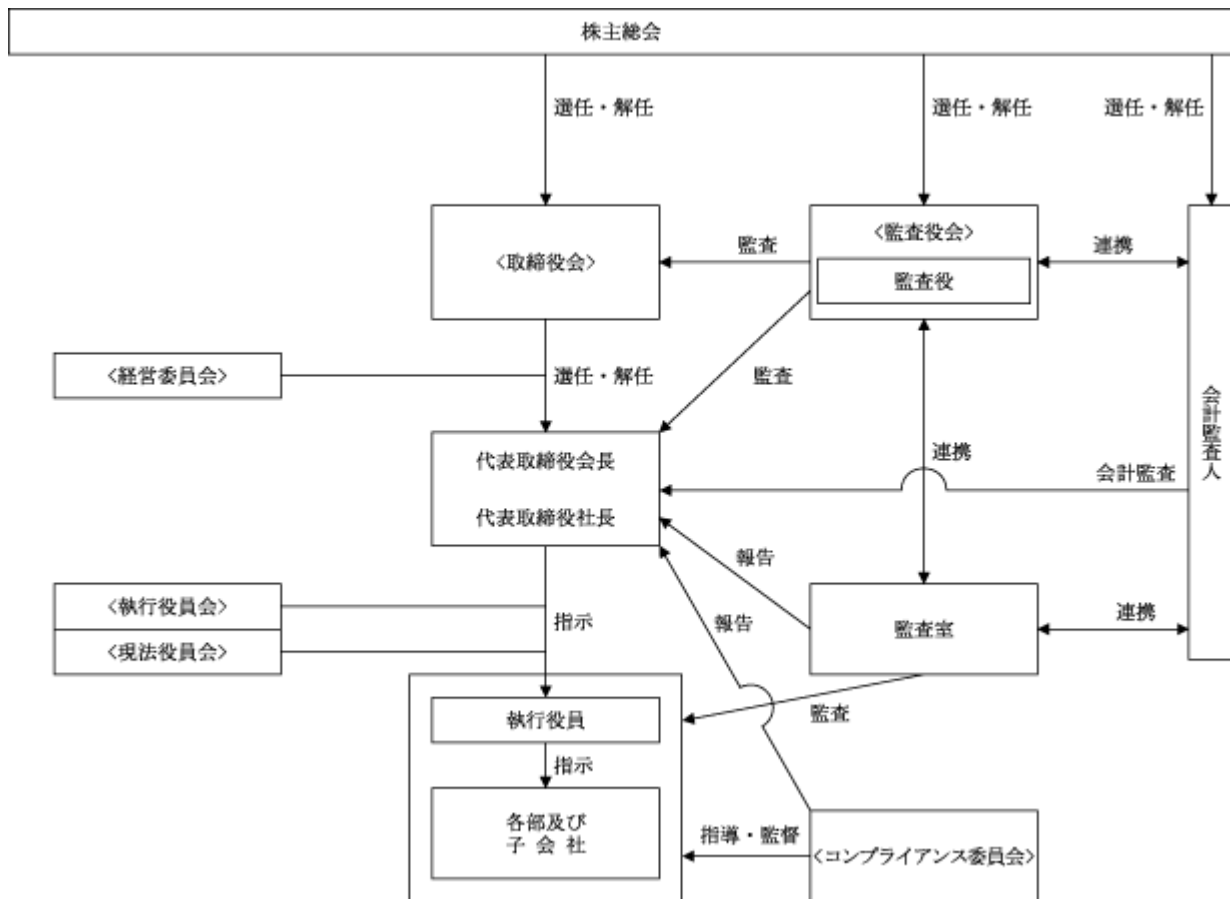 株主総会
選任・解任
選任・解任
選任・解任
<取締役会>
監査
<監査役会>
監査役
連携
<経営委員会>
選任・解任
監査
会計監査人
代表取締役会長
代表取締役社長
連携
会計監査
報告
<執行役員会>
<現法役員会>
指示
報告
監査室
連携
執行役員
監査
指示
各部及び
子 会 社
指導・監督
<コンプライアンス委員会>